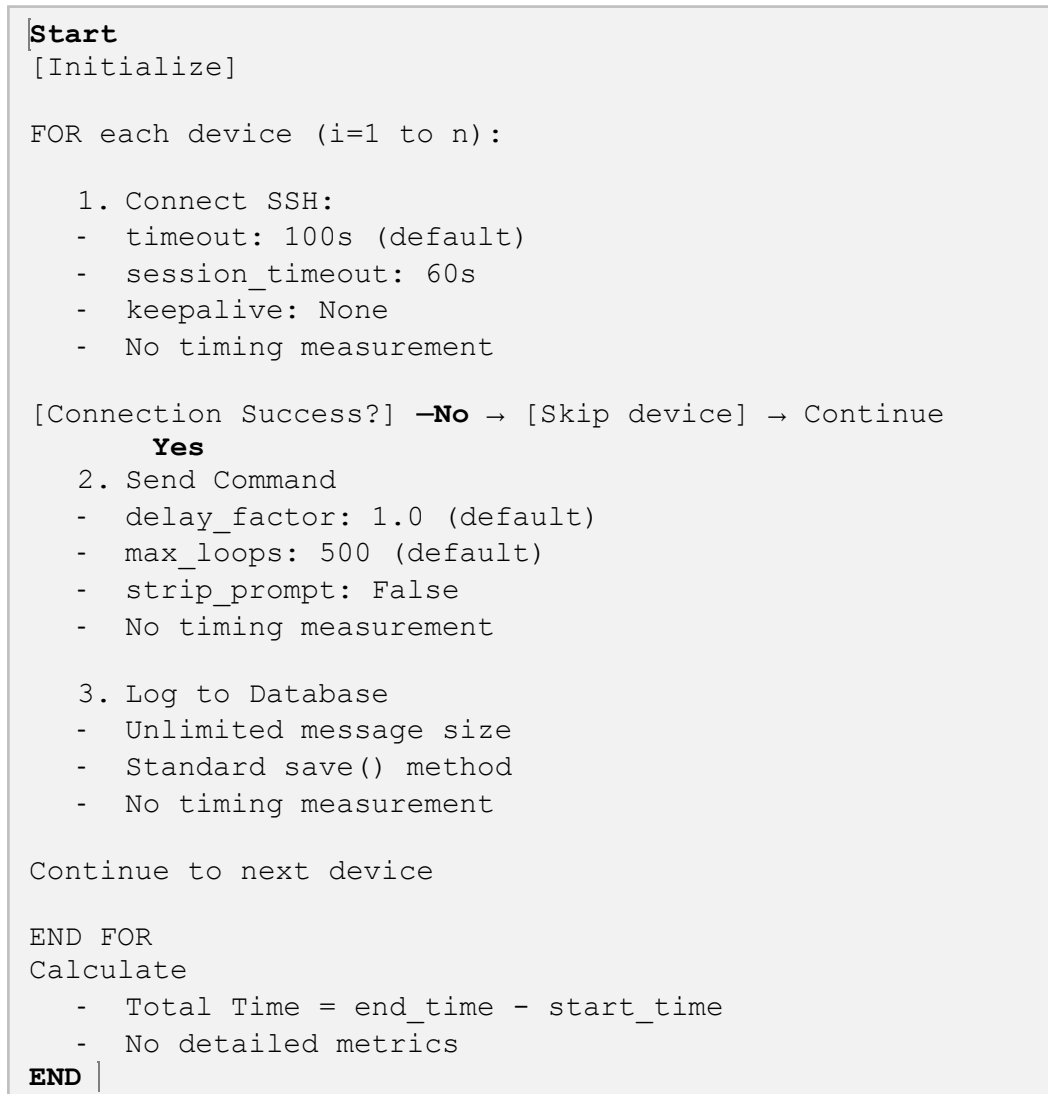 Start
[Initialize]
FOR each device (i=1 to n):
1. Connect SSH:
- timeout: 100s (default)
- session_timeout: 60s
- keepalive: None
- No timing measurement
[Connection Success?] —No → [Skip device] → Continue
Yes
2. Send Command
- delay_factor: 1.0 (default)
- max_loops: 500 (default)
- strip_prompt: False
- No timing measurement
3. Log to Database
- Unlimited message size
- Standard save() method
- No timing measurement
Continue to next device
END FOR
Calculate
- Total Time = end_time - start_time
- No detailed metrics
END